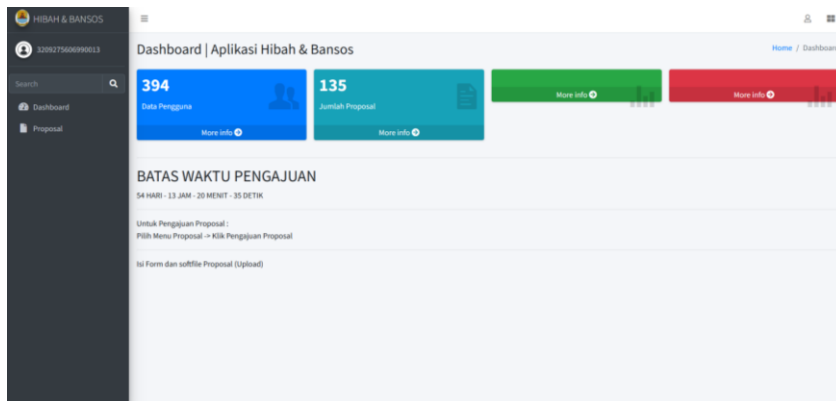 HIBAH & BANSOS
3209275606990013
Search
Dashboard
Proposal
Dashboard | Aplikasi Hibah & Bansos
Home / Dashboard
394
Data Pengguna
More info
135
Jumlah Proposal
More info
More info
More info
BATAS WAKTU PENGAJUAN
54 HARI - 13 JAM - 20 MENIT - 35 DETIK
Untuk Pengajuan Proposal :
Pilih Menu Proposal -> Klik Pengajuan Proposal
Isi Form dan softfile Proposal (Upload)